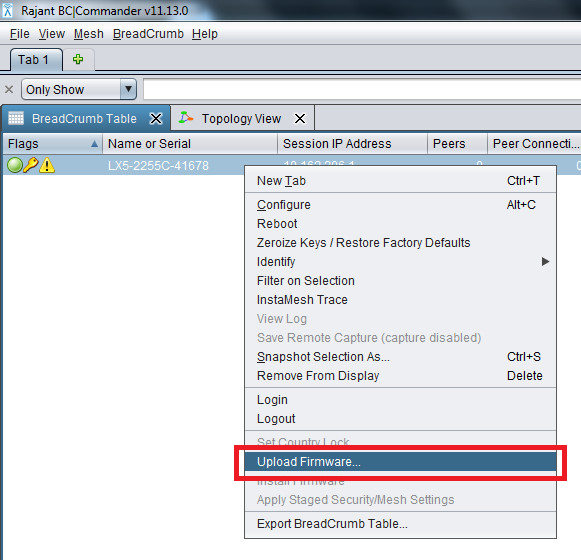 Rajant BC|Commander v11.13.0
File View Mesh BreadCrumb Help
Tab 1
Only Show
BreadCrumb Table Topology View
Flags Name or Serial Session IP Address Peers Peer Connecti...
LX5-2255C-41678
New Tab Ctrl+T
Configure Alt+C
Reboot
Zeroize Keys / Restore Factory Defaults
Identify
Filter on Selection
InstaMesh Trace
View Log
Save Remote Capture (capture disabled)
Snapshot Selection As... Ctrl+S
Remove From Display Delete
Login
Logout
Set Country Lock
Upload Firmware...
Install Firmware
Apply Staged Security/Mesh Settings
Export BreadCrumb Table...